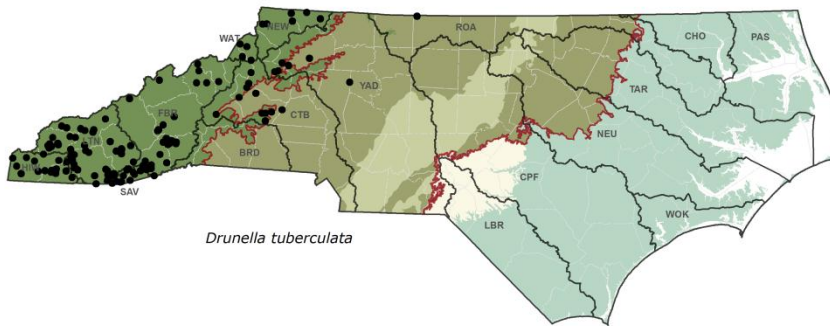 NEW
ROA
WAT
CHO
PAS
YAD
TAR
FBR
CTB
NEU
BRD
CPF
SAV
WOK
LBR
Drunella tuberculata